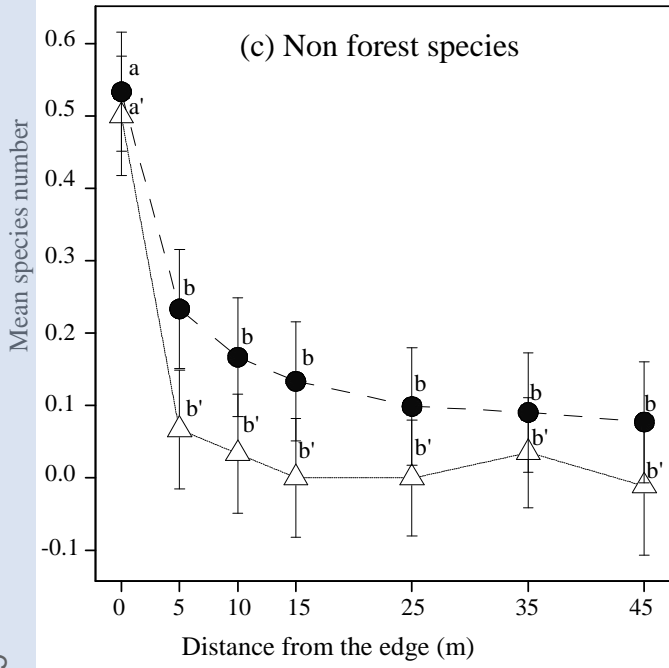 (c) Non forest species
Mean species number
0.6
0.5
0.4
0.3
0.2
0.1
0.0
-0.1
a
a'
b
b'
b
b'
b
b'
b
b'
b
b'
b
b'
0 5 10 15 25 35 45
Distance from the edge (m)